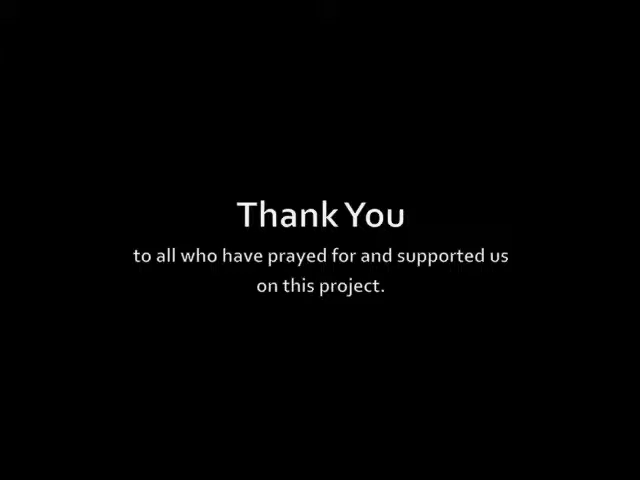 Thank You
to all who have prayed for and supported us
on this project.